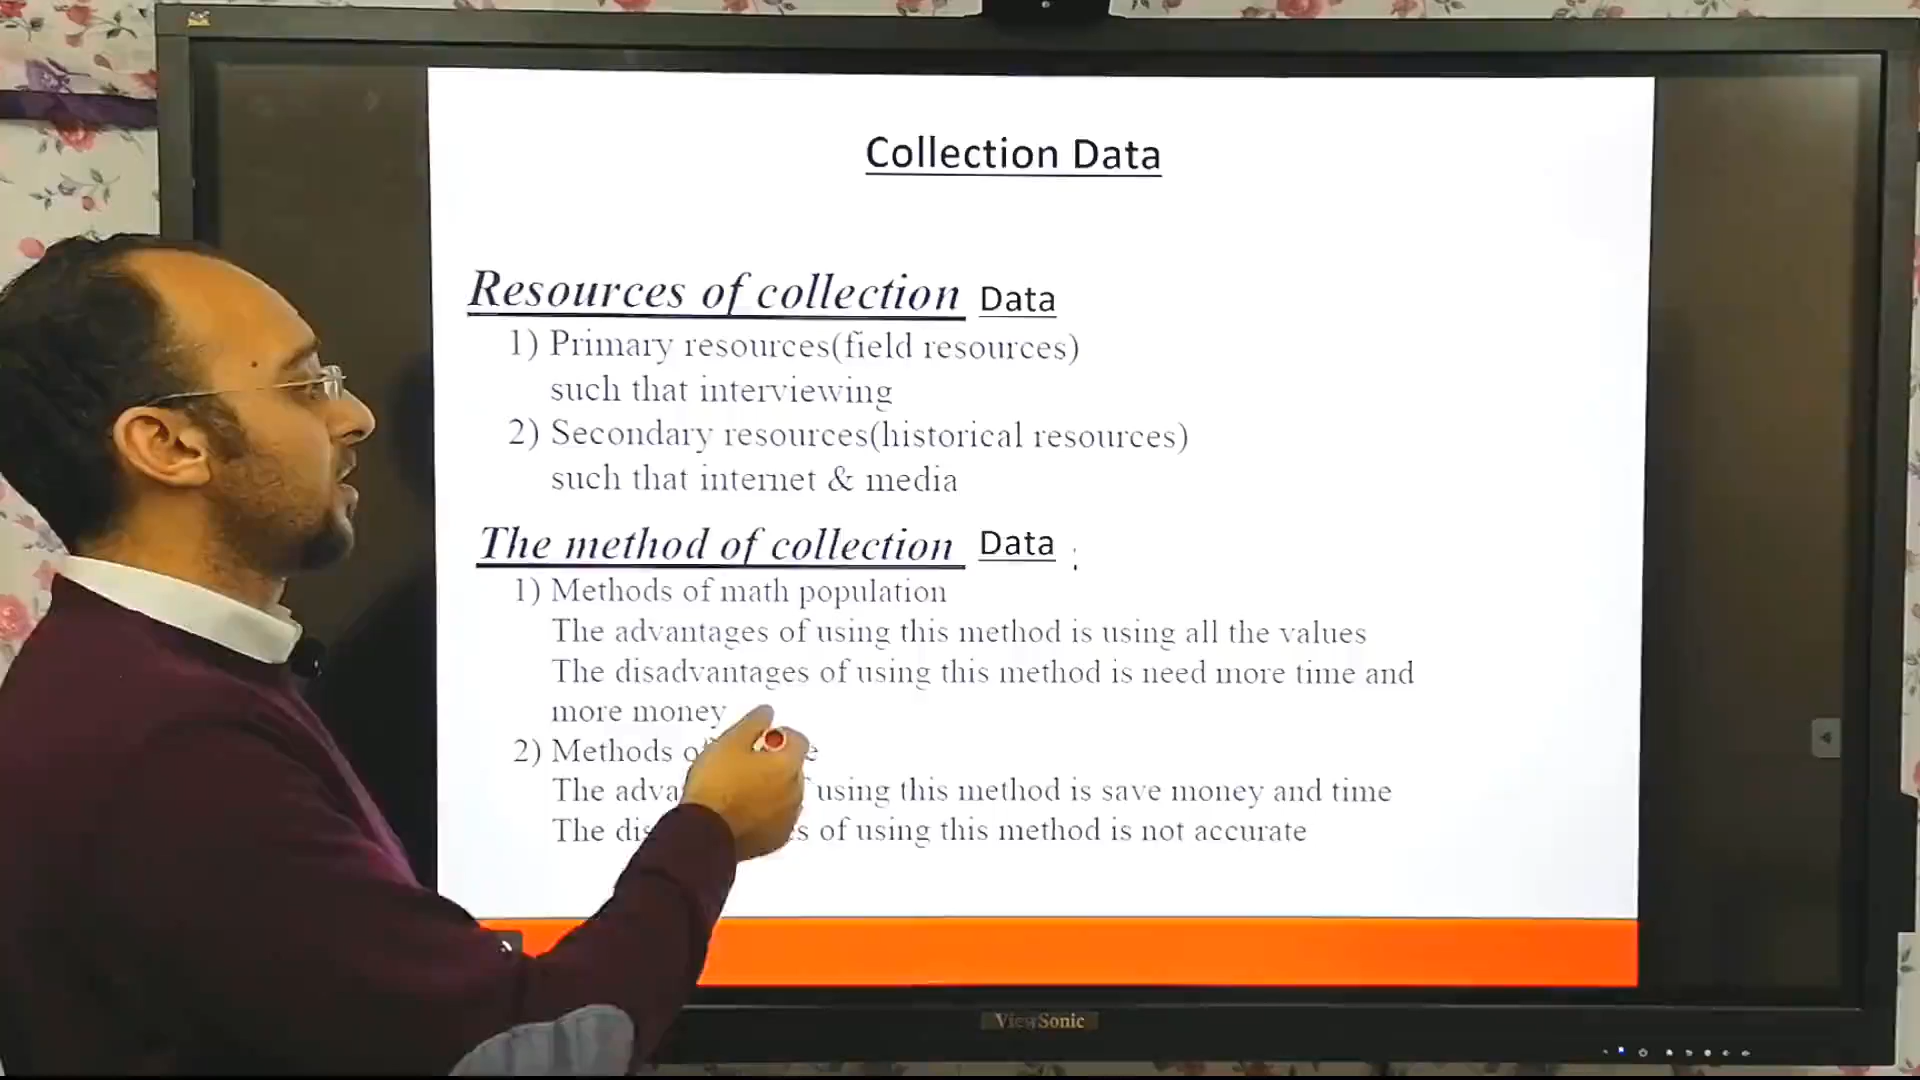 Collection Data
Resources of collection Data
1) Primary resources(field resources)
such that interviewing
2) Secondary resources(historical resources)
such that internet & media
The method of collection Data :
1) Methods of math population
The advantages of using this method is using all the values
The disadvantages of using this method is need more time and
more money
2) Methods
The using this method is save money and time
The of using this method is not accurate
ViewSonic